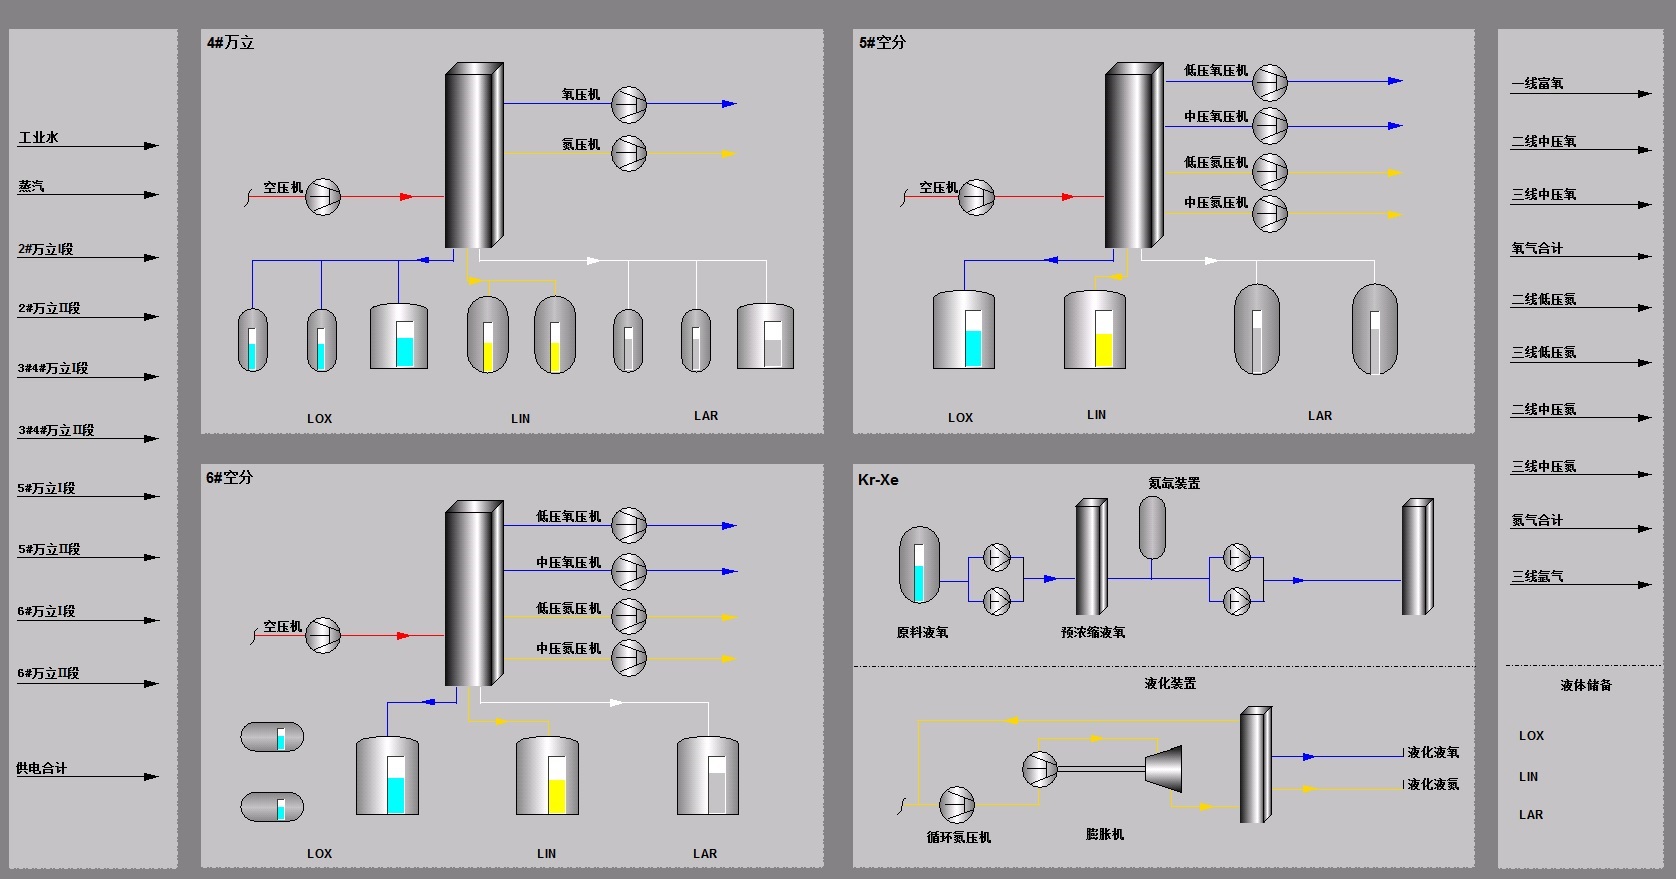 工业水
蒸汽
2#万立I段
2#万立II段
3#4#万立I段
3#4#万立II段
5#万立I段
5#万立II段
6#万立I段
6#万立II段
供电合计
4#万立
氧压机
氮压机
空压机
LOX
LIN
LAR
5#空分
低压氧压机
中压氧压机
低压氮压机
中压氮压机
空压机
LOX
LIN
LAR
6#空分
低压氧压机
中压氧压机
低压氮压机
中压氮压机
空压机
LOX
LIN
LAR
Kr-Xe
氪氙装置
原料液氧
预浓缩液氧
液化装置
液化液氧
液化液氮
循环氮压机
膨胀机
一线富氧
二线中压氧
三线中压氧
氧气合计
二线低压氮
三线低压氮
二线中压氮
三线中压氮
氮气合计
三线氩气
液体储备
LOX
LIN
LAR